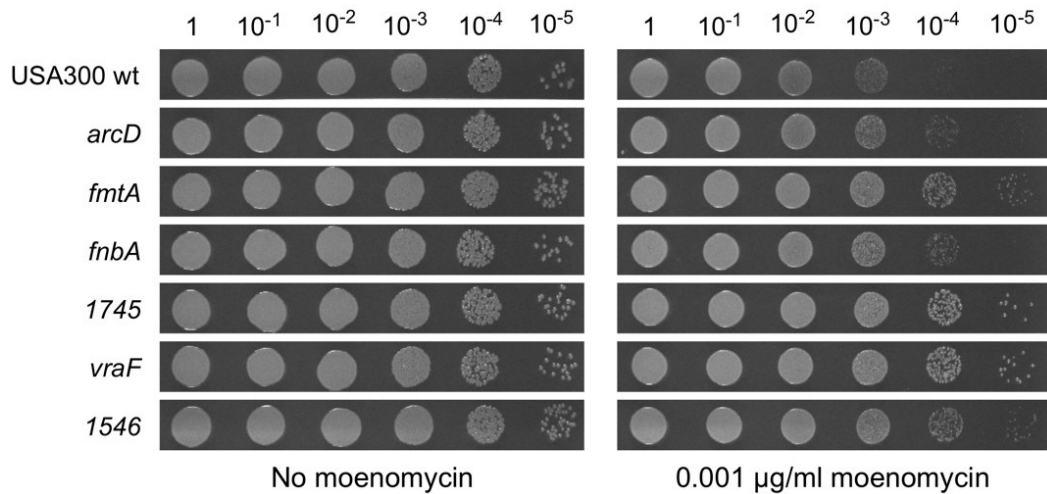 1 10⁻¹ 10⁻² 10⁻³ 10⁻⁴ 10⁻⁵ 1 10⁻¹ 10⁻² 10⁻³ 10⁻⁴ 10⁻⁵
USA300 wt
arcD
fmtA
fnbA
1745
vraF
1546
No moenomycin 0.001 µg/ml moenomycin